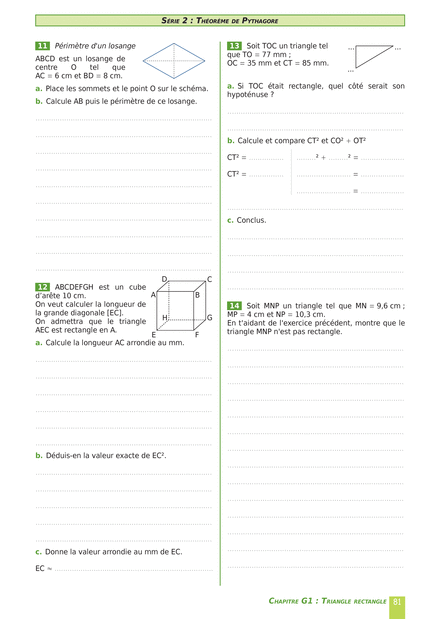 SÉRIE 2 : THÉORÈME DE PYTHAGORE
11 Périmètre d'un losange
ABCD est un losange de
centre O tel que
AC = 6 cm et BD = 8 cm.
a. Place les sommets et le point O sur le schéma.
b. Calcule AB puis le périmètre de ce losange.
12 ABCDEFGH est un cube
d'arête 10 cm.
On veut calculer la longueur de
la grande diagonale [EC].
On admettra que le triangle
AEC est rectangle en A.
D
C
A
B
H
G
E
F
a. Calcule la longueur AC arrondie au mm.
b. Déduis-en la valeur exacte de EC².
c. Donne la valeur arrondie au mm de EC.
EC ≈ ....................
13 Soit TOC un triangle tel
que TO = 77 mm ;
OC = 35 mm et CT = 85 mm.
...
...
...
a. Si TOC était rectangle, quel côté serait son
hypoténuse ?
b. Calcule et compare CT² et CO² + OT²
CT² = ............... ........² + ........² = ...............
CT² = ............... .................... = ...............
.................... = ...............
c. Conclus.
14 Soit MNP un triangle tel que MN = 9,6 cm ;
MP = 4 cm et NP = 10,3 cm.
En t'aidant de l'exercice précédent, montre que le
triangle MNP n'est pas rectangle.
CHAPITRE G1 : TRIANGLE RECTANGLE 81